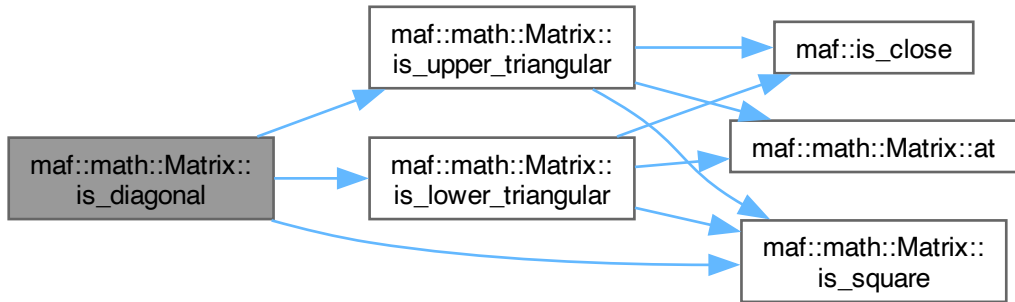 maf::math::Matrix::
is_diagonal
maf::math::Matrix::
is_upper_triangular
maf::math::Matrix::
is_lower_triangular
maf::is_close
maf::math::Matrix::at
maf::math::Matrix::
is_square